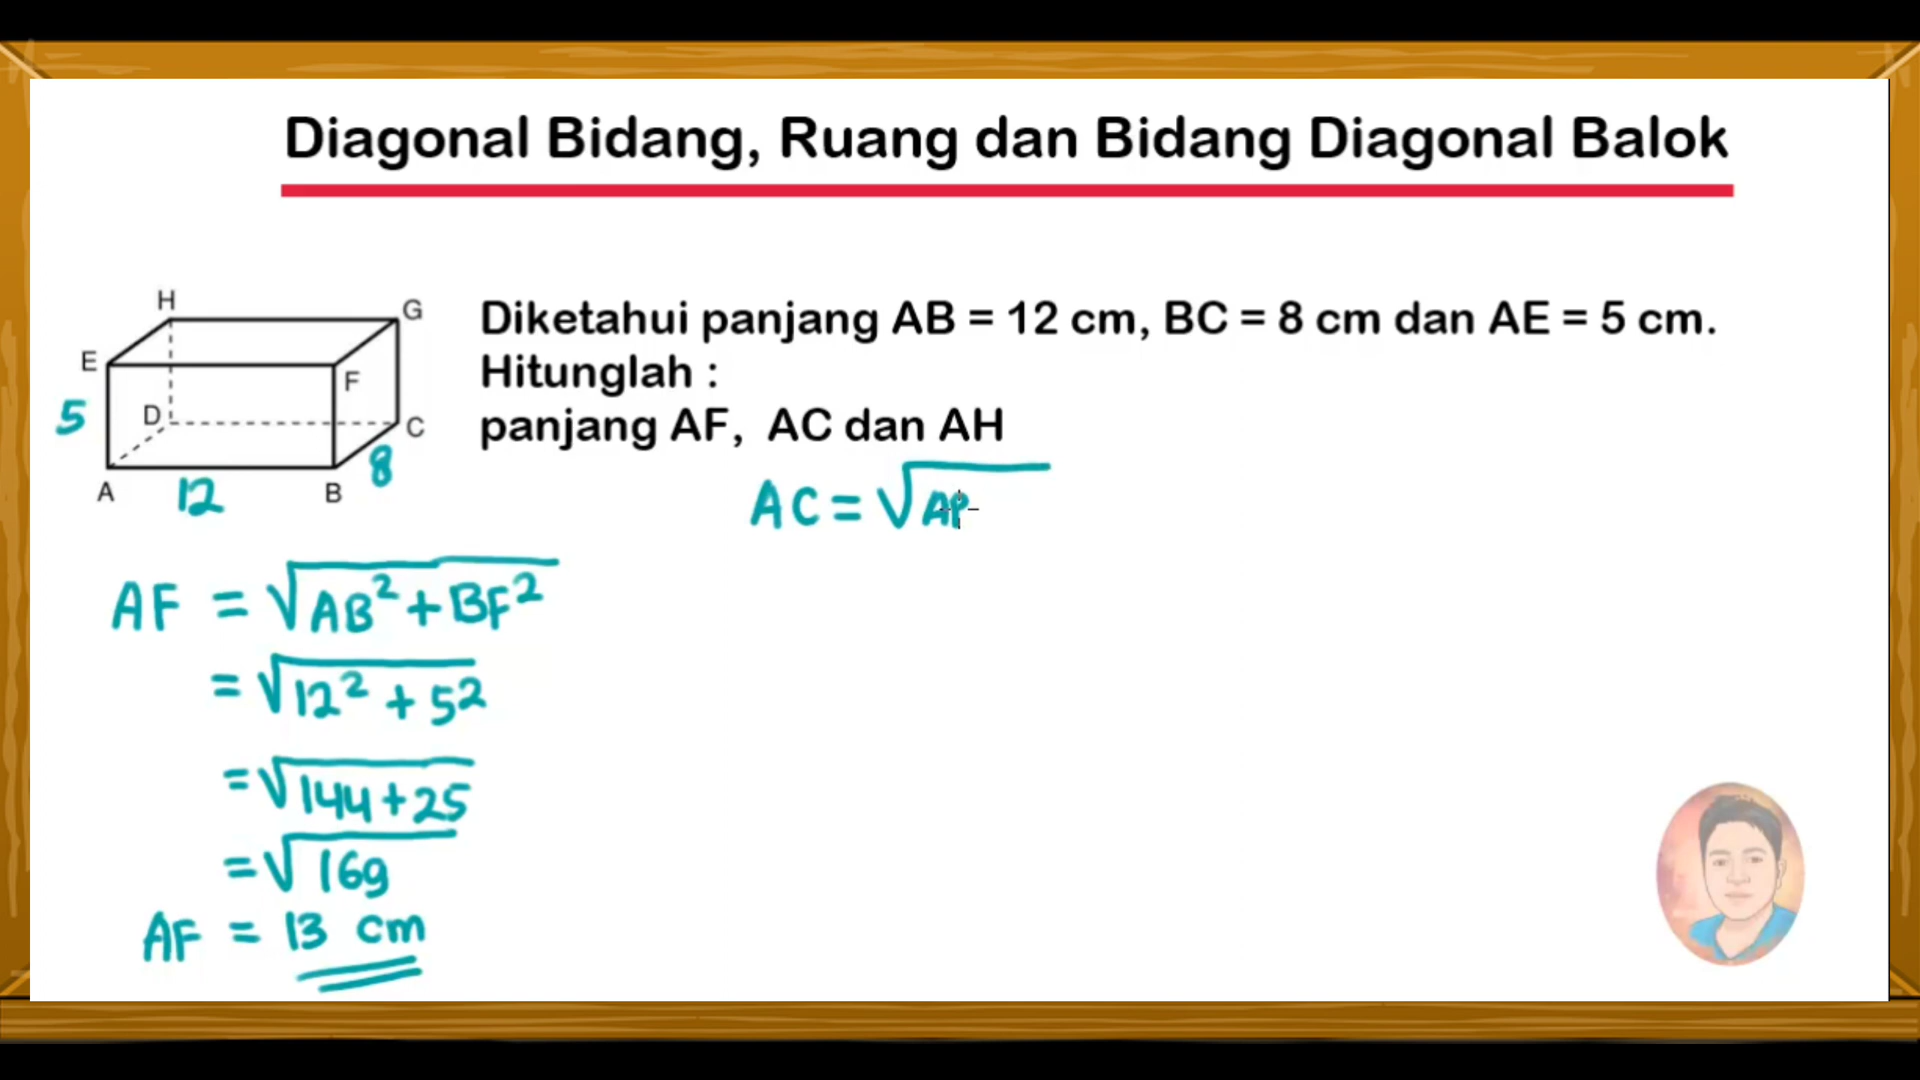 Diagonal Bidang, Ruang dan Bidang Diagonal Balok
H
G
E
F
5
D
C
8
A
12
B
Diketahui panjang AB = 12 cm, BC = 8 cm dan AE = 5 cm.
Hitunglah :
panjang AF, AC dan AH
AC = √AP
AF = √AB² + BF²
= √12² + 5²
= √144 + 25
= √169
AF = 13 cm